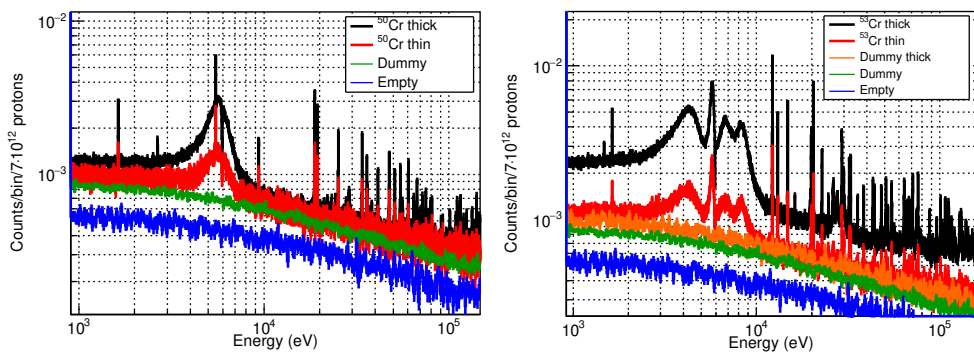 10⁻²
10⁻³
Counts/bin/7·10¹² protons
⁵⁰Cr thick
⁵⁰Cr thin
Dummy
Empty
10³
10⁴
10⁵
Energy (eV)
10⁻²
10⁻³
Counts/bin/7·10¹² protons
⁵³Cr thick
⁵³Cr thin
Dummy thick
Dummy
Empty
10³
10⁴
10⁵
Energy (eV)